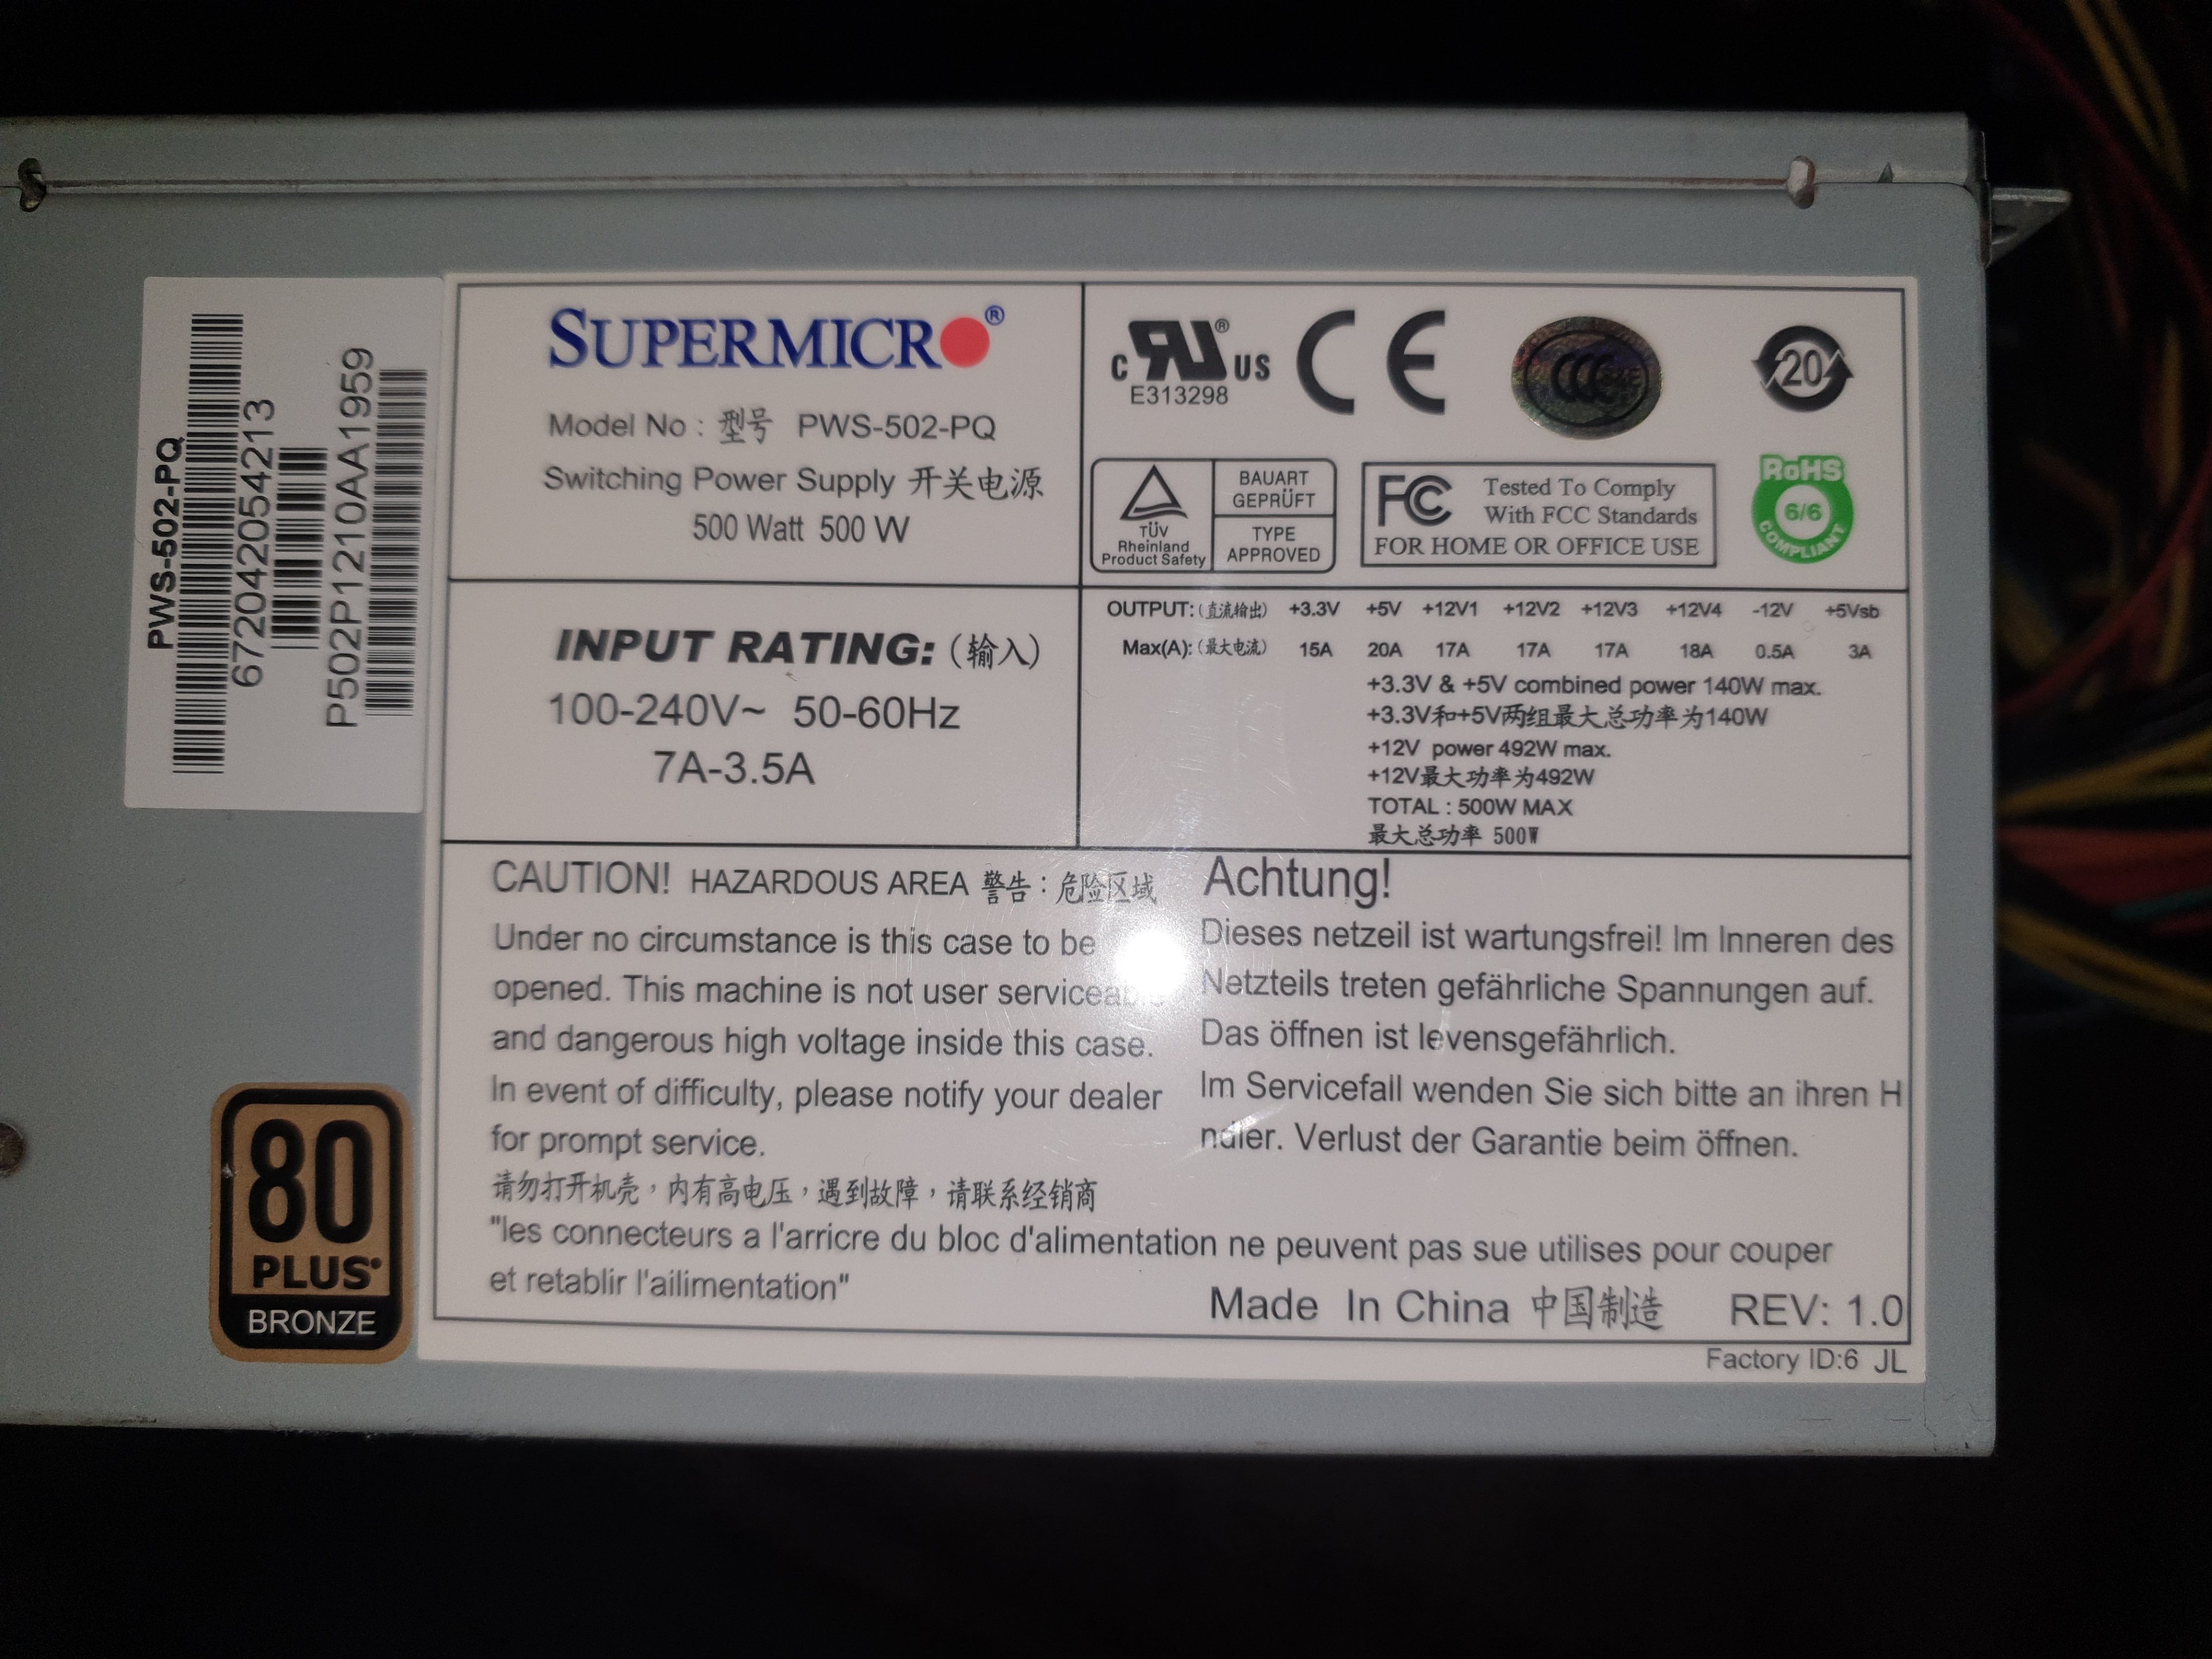 PWS-502-PQ
672042054213
P502P1210AA1959
SUPERMICRO®
Model No : 型号 PWS-502-PQ
Switching Power Supply 开关电源
500 Watt 500 W
c RU ® US
E313298
CE
CCC S&E
20
TÜV
Rheinland
Product Safety
BAUART
GEPRÜFT
TYPE
APPROVED
FC Tested To Comply
With FCC Standards
FOR HOME OR OFFICE USE
RoHS
6/6
COMPLIANT
INPUT RATING: (输入)
100-240V~ 50-60Hz
7A-3.5A
OUTPUT: (直流输出) +3.3V +5V +12V1 +12V2 +12V3 +12V4 -12V +5Vsb
Max(A): (最大电流) 15A 20A 17A 17A 17A 18A 0.5A 3A
+3.3V & +5V combined power 140W max.
+3.3V和+5V两组最大总功率为140W
+12V power 492W max.
+12V最大功率为492W
TOTAL : 500W MAX
最大总功率 500W
CAUTION! HAZARDOUS AREA 警告：危险区域
Under no circumstance is this case to be
opened. This machine is not user serviceable
and dangerous high voltage inside this case.
In event of difficulty, please notify your dealer
for prompt service.
请勿打开机壳，内有高电压，遇到故障，请联系经销商
Achtung!
Dieses netzeil ist wartungsfrei! Im Inneren des
Netzteils treten gefährliche Spannungen auf.
Das öffnen ist levensgefährlich.
Im Servicefall wenden Sie sich bitte an ihren H
ndler. Verlust der Garantie beim öffnen.
"les connecteurs a l'arricre du bloc d'alimentation ne peuvent pas sue utilises pour couper
et retablir l'ailimentation"
Made In China 中国制造 REV: 1.0
Factory ID:6 JL
80
PLUS®
BRONZE